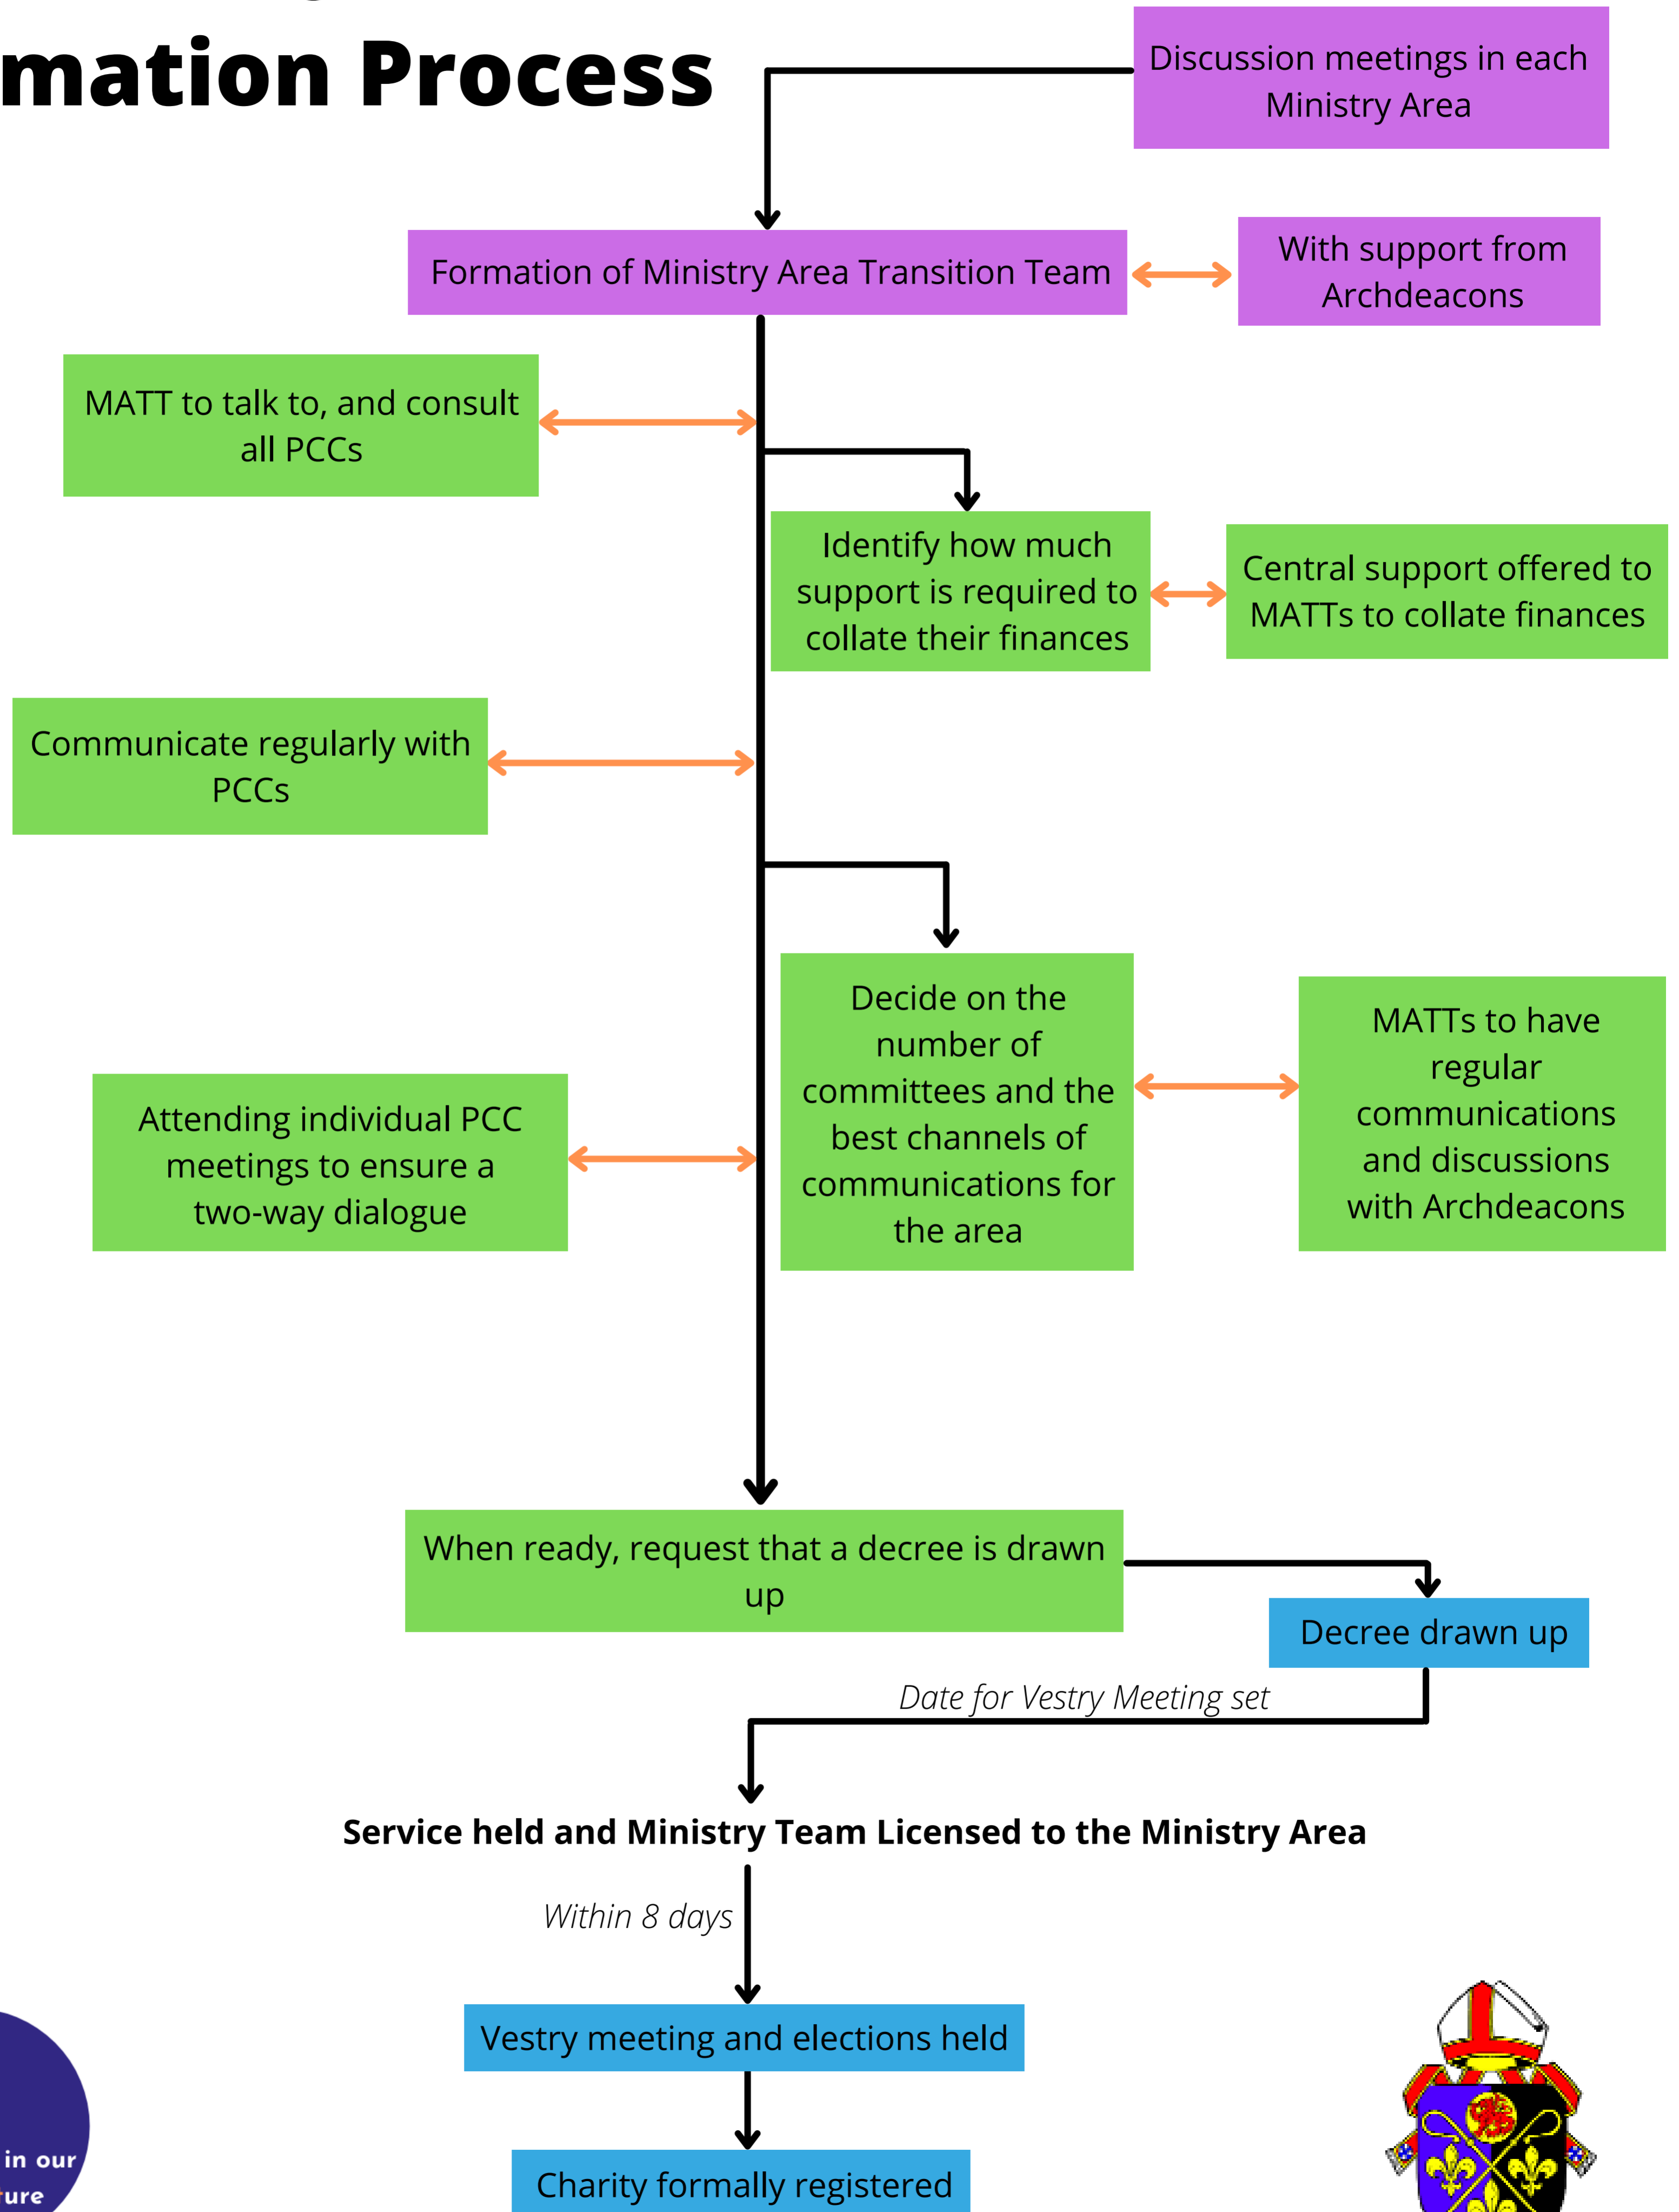 mation Process
Discussion meetings in each
Ministry Area
Formation of Ministry Area Transition Team
With support from
Archdeacons
MATT to talk to, and consult
all PCCs
Identify how much
support is required to
collate their finances
Central support offered to
MATTs to collate finances
Communicate regularly with
PCCs
Decide on the
number of
committees and the
best channels of
communications for
the area
MATTs to have
regular
communications
and discussions
with Archdeacons
Attending individual PCC
meetings to ensure a
two-way dialogue
When ready, request that a decree is drawn
up
Decree drawn up
Date for Vestry Meeting set
Service held and Ministry Team Licensed to the Ministry Area
Within 8 days
Vestry meeting and elections held
Charity formally registered
in our
ture